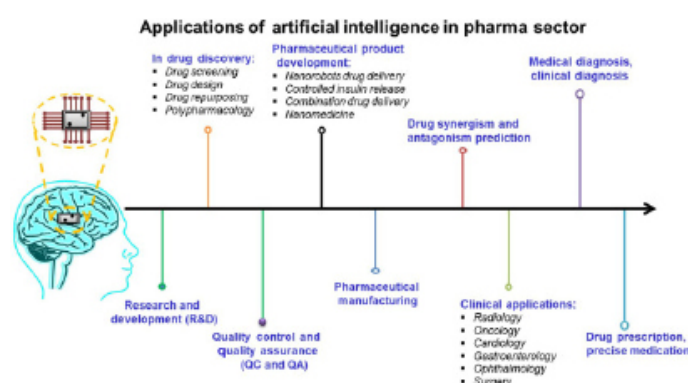 Applications of artificial intelligence in pharma sector
In drug discovery:
▪ Drug screening
▪ Drug design
▪ Drug repurposing
▪ Polypharmacology
Pharmaceutical product
development:
▪ Nanorobots drug delivery
▪ Controlled insulin release
▪ Combination drug delivery
▪ Nanomedicine
Drug synergism and
antagonism prediction
Medical diagnosis,
clinical diagnosis
Research and
development (R&D)
Quality control and
quality assurance
(QC and QA)
Pharmaceutical
manufacturing
Clinical applications:
▪ Radiology
▪ Oncology
▪ Cardiology
▪ Gastroenterology
▪ Ophthalmology
▪ Surgery
Drug prescription,
precise medication